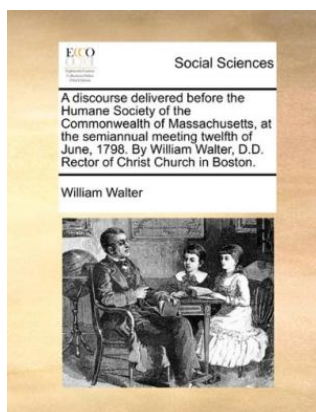 ECCO
Social Sciences
A discourse delivered before the
Humane Society of the
Commonwealth of Massachusetts, at
the semiannual meeting twelfth of
June, 1798. By William Walter, D.D.
Rector of Christ Church in Boston.
William Walter